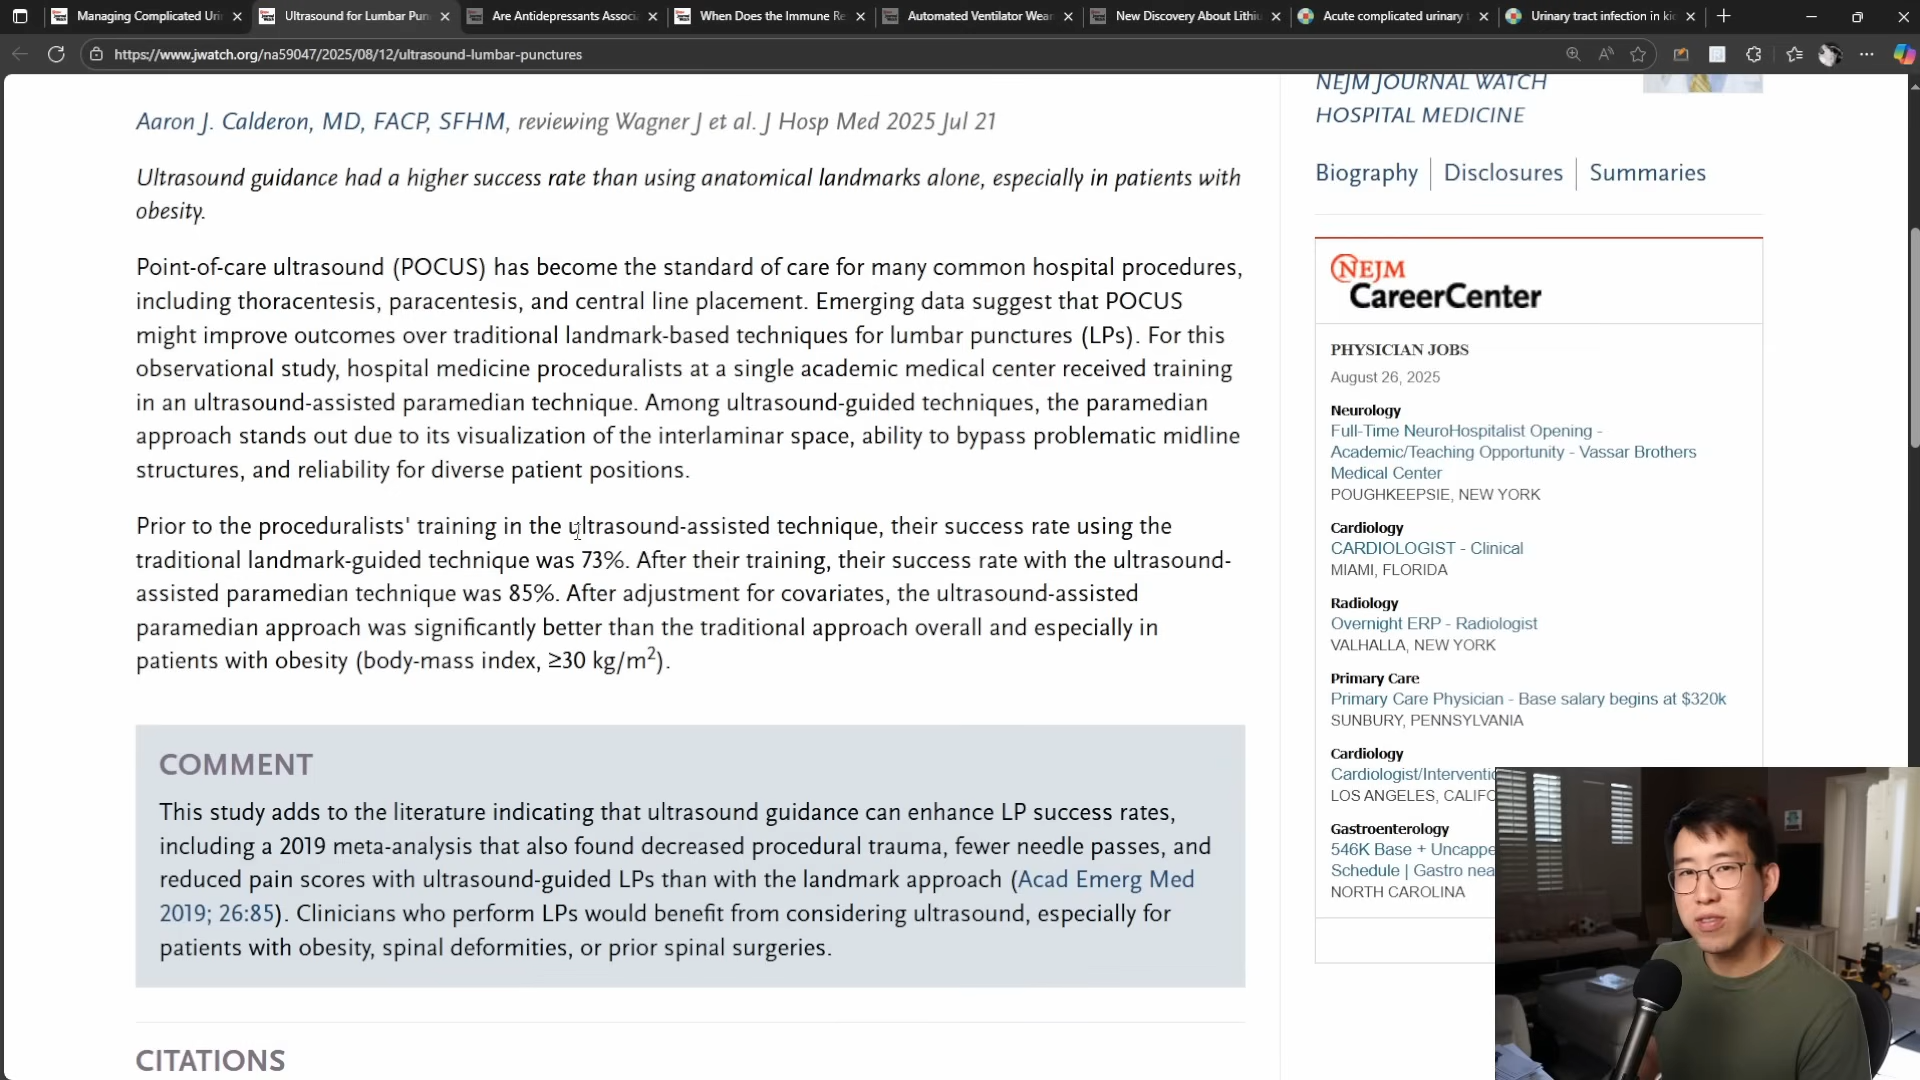 Managing Complicated Uri
Ultrasound for Lumbar Pun
Are Antidepressants Associ
When Does the Immune Re
Automated Ventilator Wear
New Discovery About Lithiu
Acute complicated urinary t
Urinary tract infection in kid
https://www.jwatch.org/na59047/2025/08/12/ultrasound-lumbar-punctures
Aaron J. Calderon, MD, FACP, SFHM, reviewing Wagner J et al. J Hosp Med 2025 Jul 21
Ultrasound guidance had a higher success rate than using anatomical landmarks alone, especially in patients with
obesity.
Point-of-care ultrasound (POCUS) has become the standard of care for many common hospital procedures,
including thoracentesis, paracentesis, and central line placement. Emerging data suggest that POCUS
might improve outcomes over traditional landmark-based techniques for lumbar punctures (LPs). For this
observational study, hospital medicine proceduralists at a single academic medical center received training
in an ultrasound-assisted paramedian technique. Among ultrasound-guided techniques, the paramedian
approach stands out due to its visualization of the interlaminar space, ability to bypass problematic midline
structures, and reliability for diverse patient positions.
Prior to the proceduralists' training in the ultrasound-assisted technique, their success rate using the
traditional landmark-guided technique was 73%. After their training, their success rate with the ultrasound-
assisted paramedian technique was 85%. After adjustment for covariates, the ultrasound-assisted
paramedian approach was significantly better than the traditional approach overall and especially in
patients with obesity (body-mass index, ≥30 kg/m²).
COMMENT
This study adds to the literature indicating that ultrasound guidance can enhance LP success rates,
including a 2019 meta-analysis that also found decreased procedural trauma, fewer needle passes, and
reduced pain scores with ultrasound-guided LPs than with the landmark approach (Acad Emerg Med
2019; 26:85). Clinicians who perform LPs would benefit from considering ultrasound, especially for
patients with obesity, spinal deformities, or prior spinal surgeries.
CITATIONS
NEJM JOURNAL WATCH
HOSPITAL MEDICINE
Biography
Disclosures
Summaries
NEJM
CareerCenter
PHYSICIAN JOBS
August 26, 2025
Neurology
Full-Time NeuroHospitalist Opening -
Academic/Teaching Opportunity - Vassar Brothers
Medical Center
POUGHKEEPSIE, NEW YORK
Cardiology
CARDIOLOGIST - Clinical
MIAMI, FLORIDA
Radiology
Overnight ERP - Radiologist
VALHALLA, NEW YORK
Primary Care
Primary Care Physician - Base salary begins at $320k
SUNBURY, PENNSYLVANIA
Cardiology
Cardiologist/Interventic
LOS ANGELES, CALIFC
Gastroenterology
546K Base + Uncappe
Schedule | Gastro nea
NORTH CAROLINA